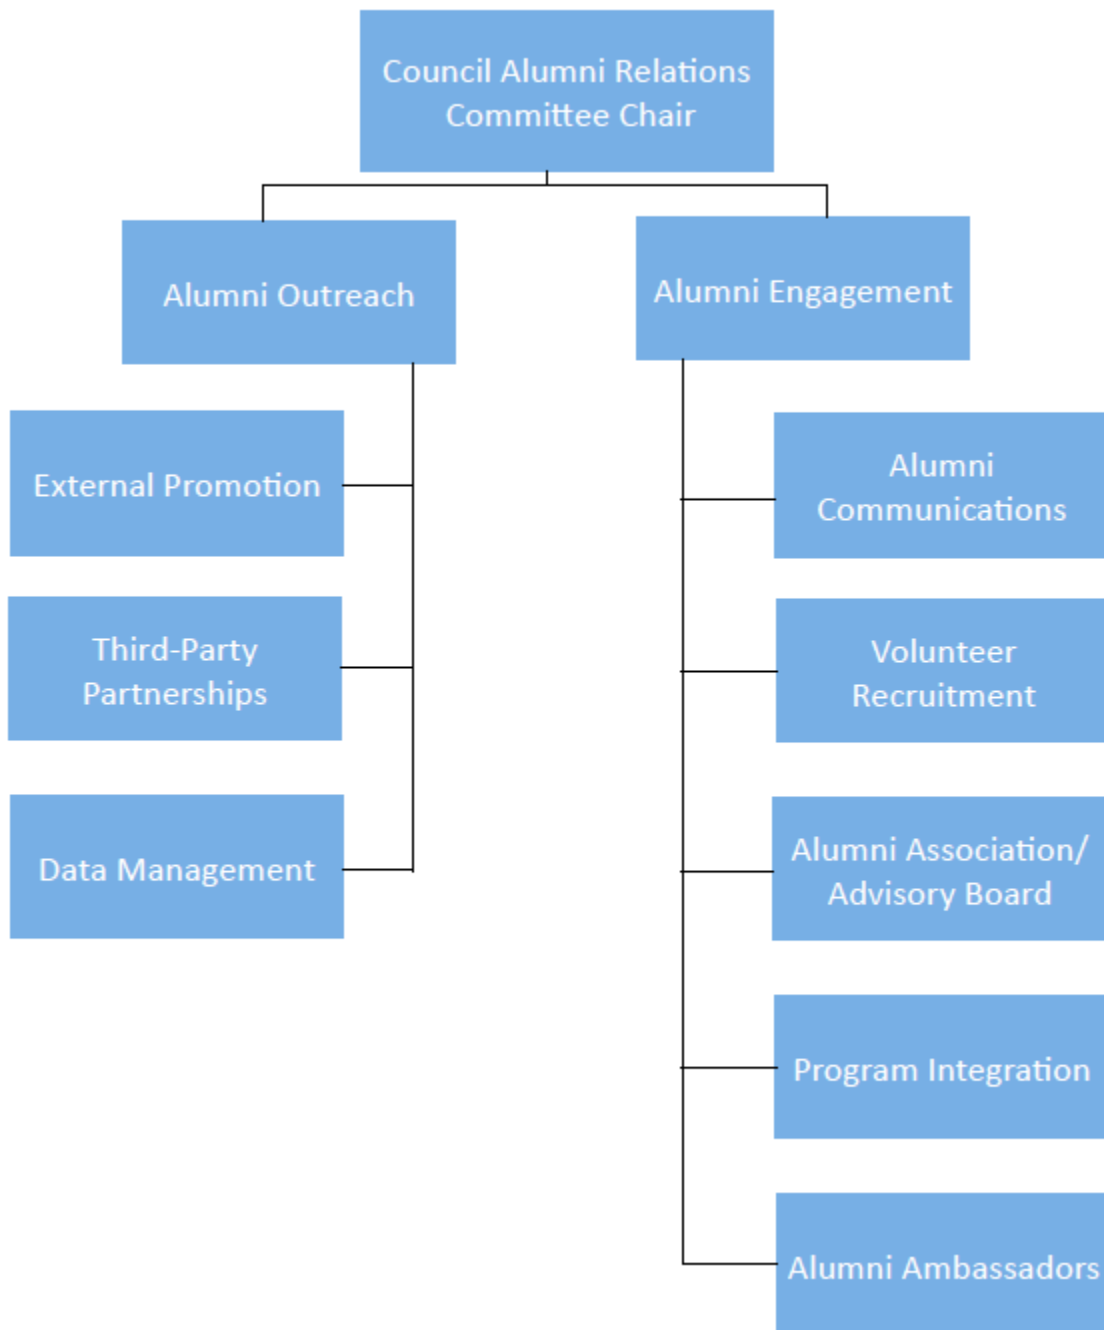 Council Alumni Relations
Committee Chair
Alumni Outreach
Alumni Engagement
External Promotion
Third-Party
Partnerships
Data Management
Alumni
Communications
Volunteer
Recruitment
Alumni Association/
Advisory Board
Program Integration
Alumni Ambassadors